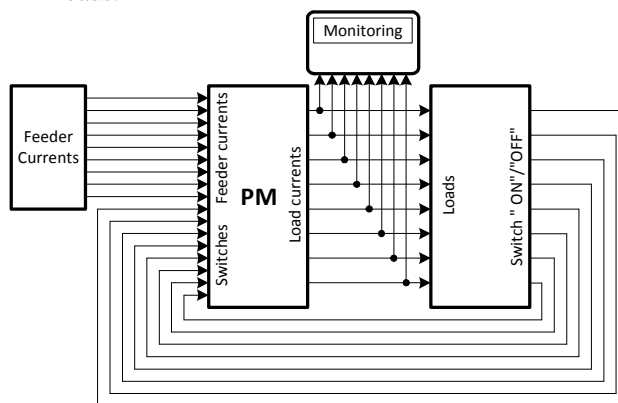 Monitoring
Feeder
Currents
Feeder currents
Switches
PM
Load currents
Loads
Switch " ON"/"OFF"